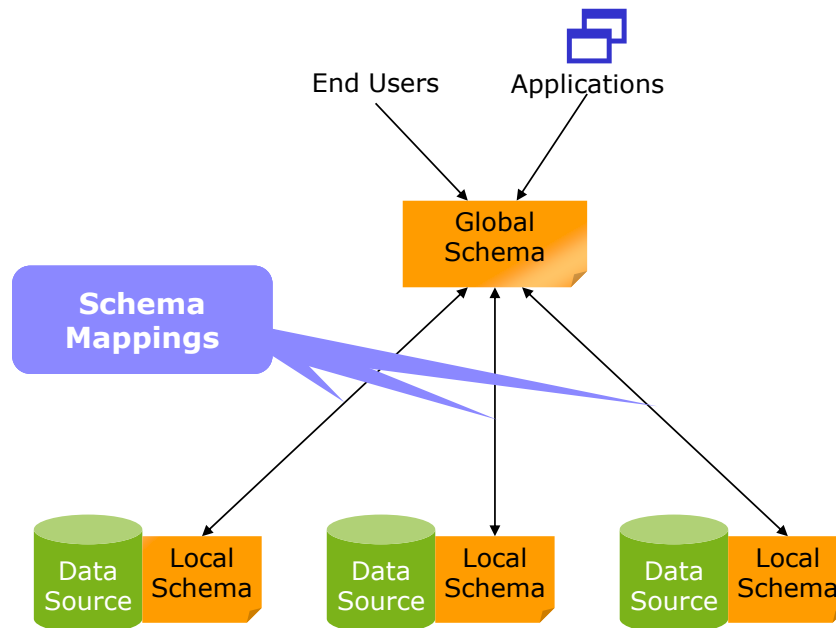 End Users
Applications
Global
Schema
Schema
Mappings
Data
Source
Local
Schema
Data
Source
Local
Schema
Data
Source
Local
Schema